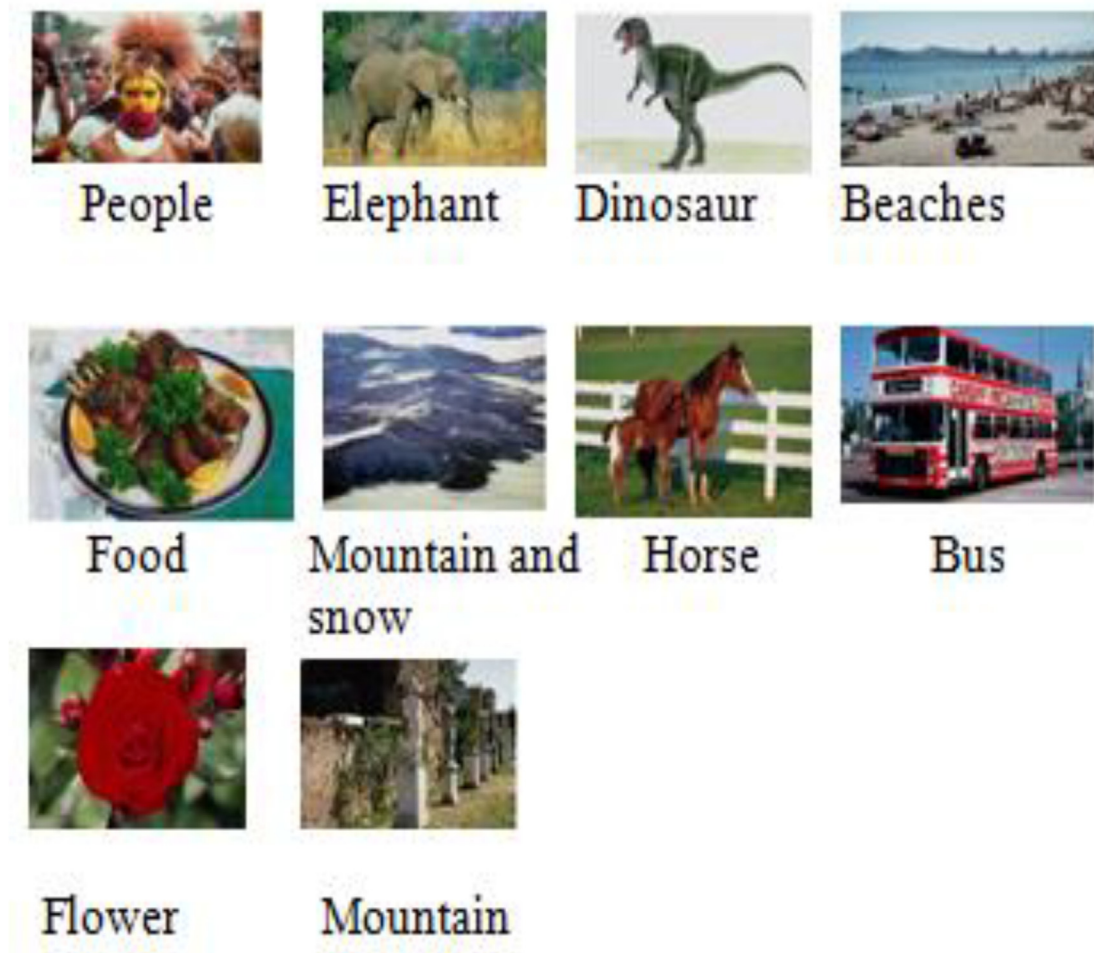 People Elephant Dinosaur Beaches
Food Mountain and Horse Bus
snow
Flower Mountain